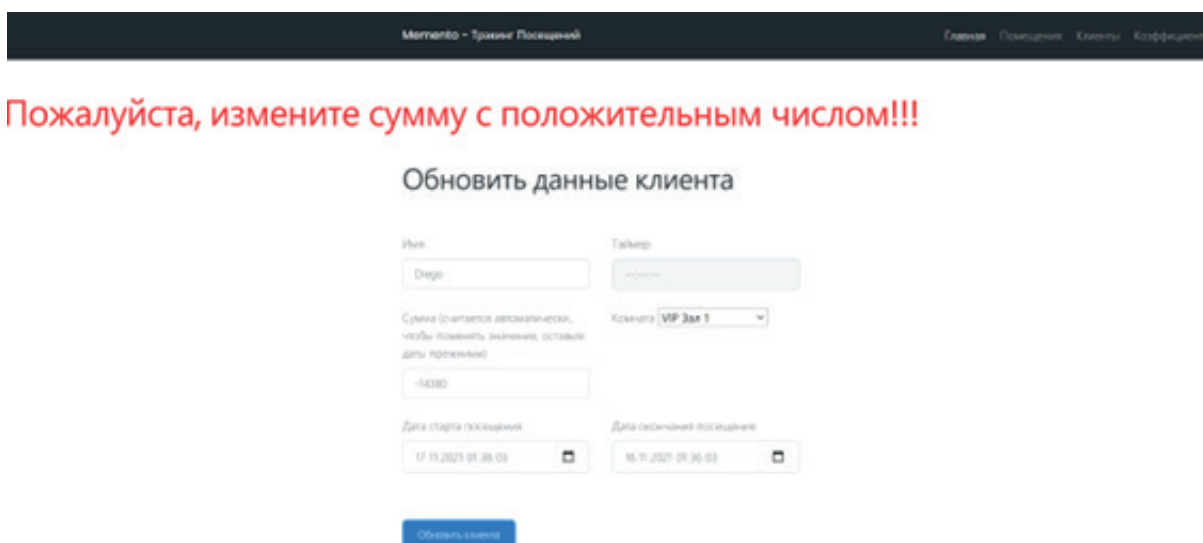 Memento – Трэкинг Посещений
Главная Помещения Клиенты Коэффициент
Пожалуйста, измените сумму с положительным числом!!!
Обновить данные клиента
Имя Таймер
Diego --:--:--
Сумма (считается автоматически, Комната VIP Зал 1
чтобы поменять значение, оставьте
даты прежними)
-14380
Дата старта посещения Дата окончания посещения
17.11.2021 01:36:03 16.11.2021 01:36:03
Обновить клиента